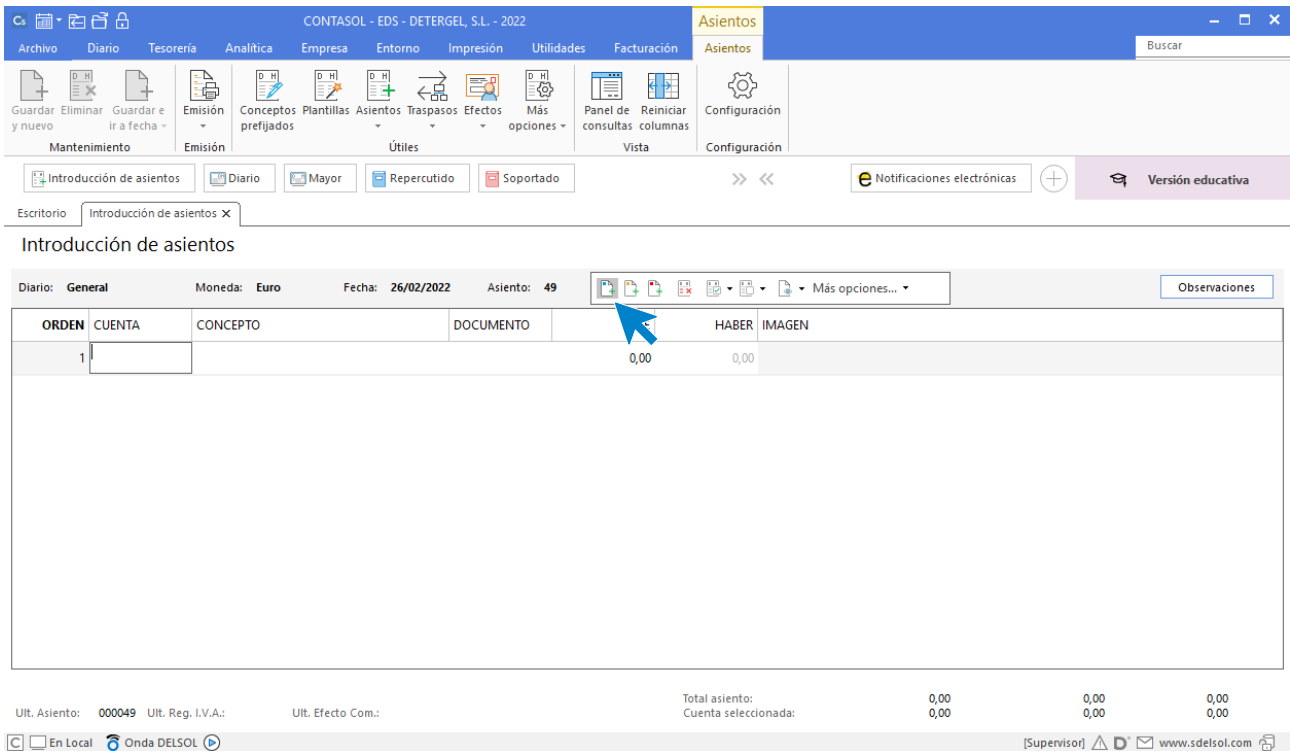 Cs CONTASOL - EDS - DETERGEL, S.L. - 2022 Asientos
Archivo Diario Tesorería Analítica Empresa Entorno Impresión Utilidades Facturación Asientos Buscar
Guardar y nuevo Eliminar Guardar e ir a fecha Emisión Conceptos prefijados Plantillas Asientos Traspasos Efectos Más opciones Panel de consultas Reiniciar columnas Configuración
Mantenimiento Emisión Útiles Vista Configuración
Introducción de asientos Diario Mayor Repercutido Soportado Notificaciones electrónicas Versión educativa
Escritorio Introducción de asientos
Introducción de asientos
Diario: General Moneda: Euro Fecha: 26/02/2022 Asiento: 49 Más opciones... Observaciones
ORDEN CUENTA CONCEPTO DOCUMENTO HABER IMAGEN
1 0,00 0,00
Total asiento: 0,00 0,00 0,00
Ult. Asiento: 000049 Ult. Reg. I.V.A.: Ult. Efecto Com.: Cuenta seleccionada: 0,00 0,00 0,00
C En Local Onda DELSOL [Supervisor] D www.sdelsol.com